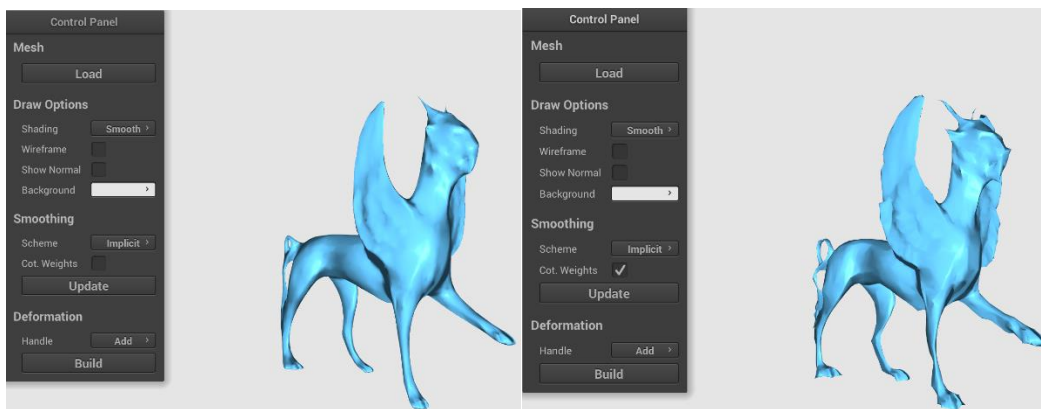 Control Panel
Mesh
Load
Draw Options
Shading Smooth ›
Wireframe
Show Normal
Background ›
Smoothing
Scheme Implicit ›
Cot. Weights
Update
Deformation
Handle Add ›
Build
Control Panel
Mesh
Load
Draw Options
Shading Smooth ›
Wireframe
Show Normal
Background ›
Smoothing
Scheme Implicit ›
Cot. Weights
Update
Deformation
Handle Add ›
Build